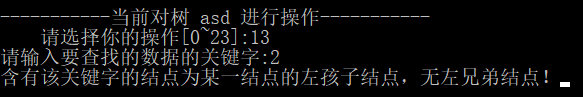 -----------当前对树 asd 进行操作-----------
请选择你的操作[0~23]:13
请输入要查找的数据的关键字:2
含有该关键字的结点为某一结点的左孩子结点，无左兄弟结点！